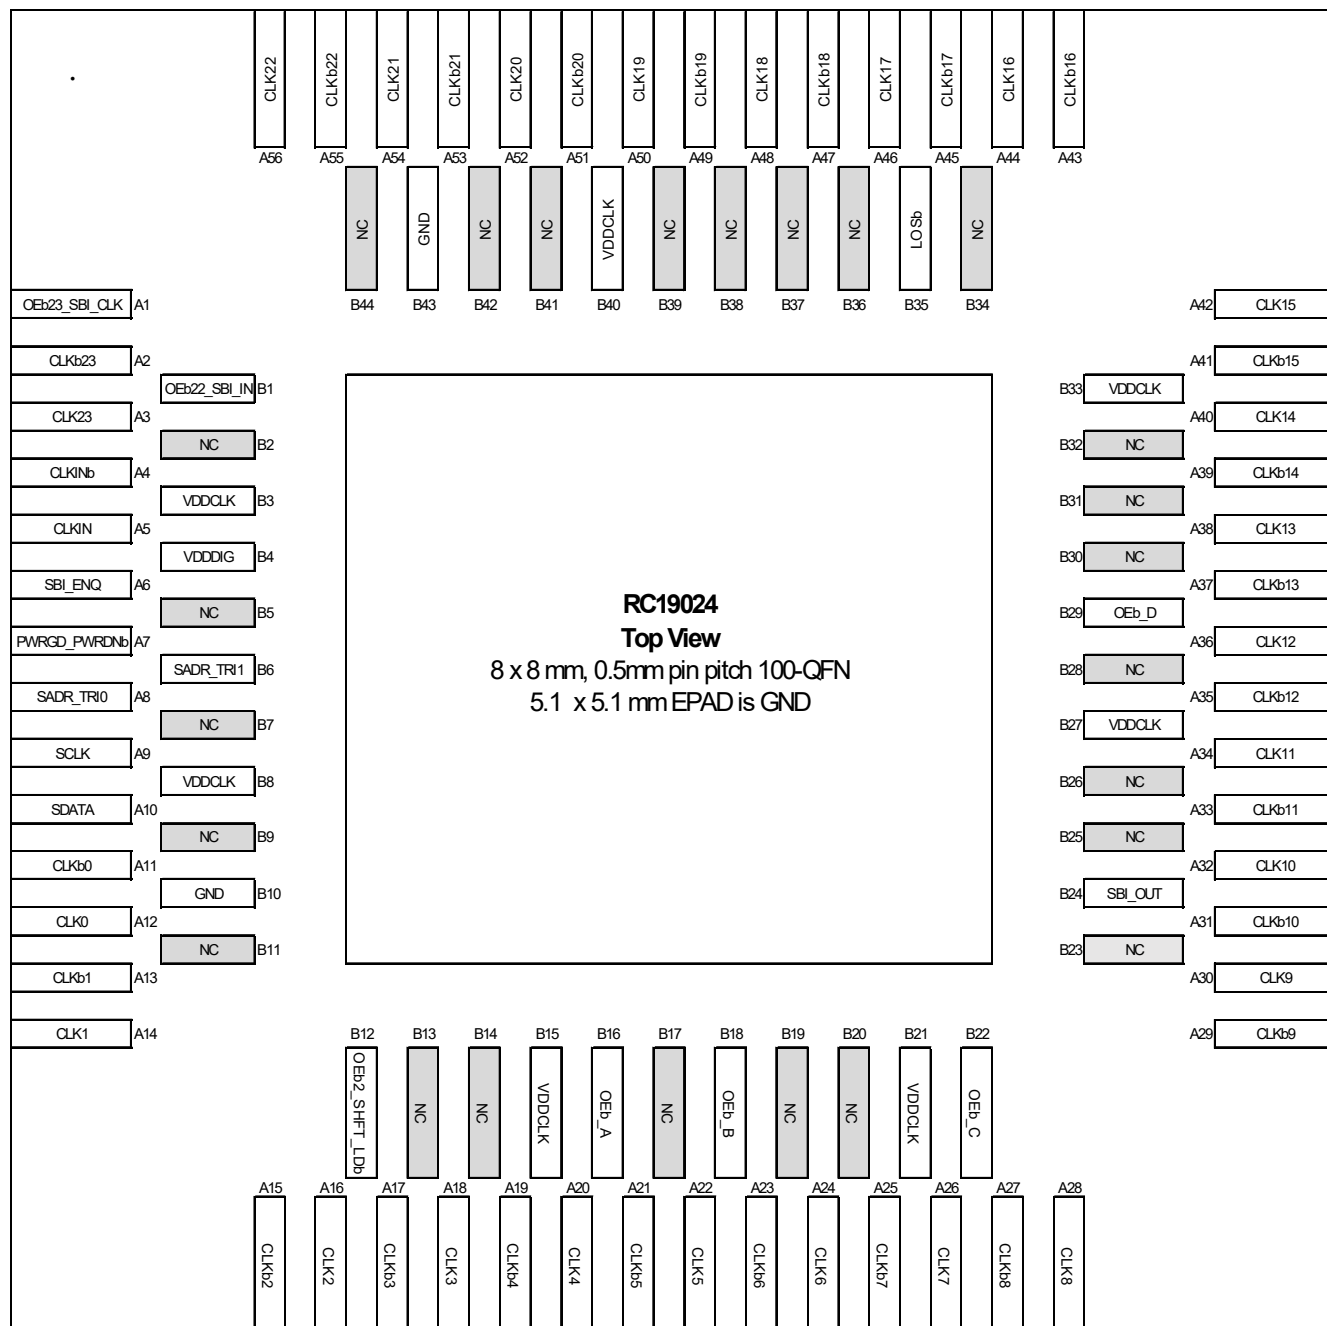 CLK22 CLKb22 CLK21 CLKb21 CLK20 CLKb20 CLK19 CLKb19 CLK18 CLKb18 CLK17 CLKb17 CLK16 CLKb16
A56 A55 A54 A53 A52 A51 A50 A49 A48 A47 A46 A45 A44 A43
NC GND NC NC VDDCLK NC NC NC NC LOSb NC
B44 B43 B42 B41 B40 B39 B38 B37 B36 B35 B34
OEb23_SBI_CLK A1
CLKb23 A2
OEb22_SBI_IN B1
CLK23 A3
NC B2
CLKINb A4
VDDCLK B3
CLKIN A5
VDDDIG B4
SBI_ENQ A6
NC B5
PWRGD_PWRDNb A7
SADR_TRI1 B6
SADR_TRI0 A8
NC B7
SCLK A9
VDDCLK B8
SDATA A10
NC B9
CLKb0 A11
GND B10
CLK0 A12
NC B11
CLKb1 A13
CLK1 A14
RC19024
Top View
8 x 8 mm, 0.5mm pin pitch 100-QFN
5.1 x 5.1 mm EPAD is GND
A42 CLK15
A41 CLKb15
B33 VDDCLK
A40 CLK14
B32 NC
A39 CLKb14
B31 NC
A38 CLK13
B30 NC
A37 CLKb13
B29 OEb_D
A36 CLK12
B28 NC
A35 CLKb12
B27 VDDCLK
A34 CLK11
B26 NC
A33 CLKb11
B25 NC
A32 CLK10
B24 SBI_OUT
A31 CLKb10
B23 NC
A30 CLK9
A29 CLKb9
B12 B13 B14 B15 B16 B17 B18 B19 B20 B21 B22
OEb2_SHFT_LDb NC NC VDDCLK OEb_A NC OEb_B NC NC VDDCLK OEb_C
A15 A16 A17 A18 A19 A20 A21 A22 A23 A24 A25 A26 A27 A28
CLKb2 CLK2 CLKb3 CLK3 CLKb4 CLK4 CLKb5 CLK5 CLKb6 CLK6 CLKb7 CLK7 CLKb8 CLK8